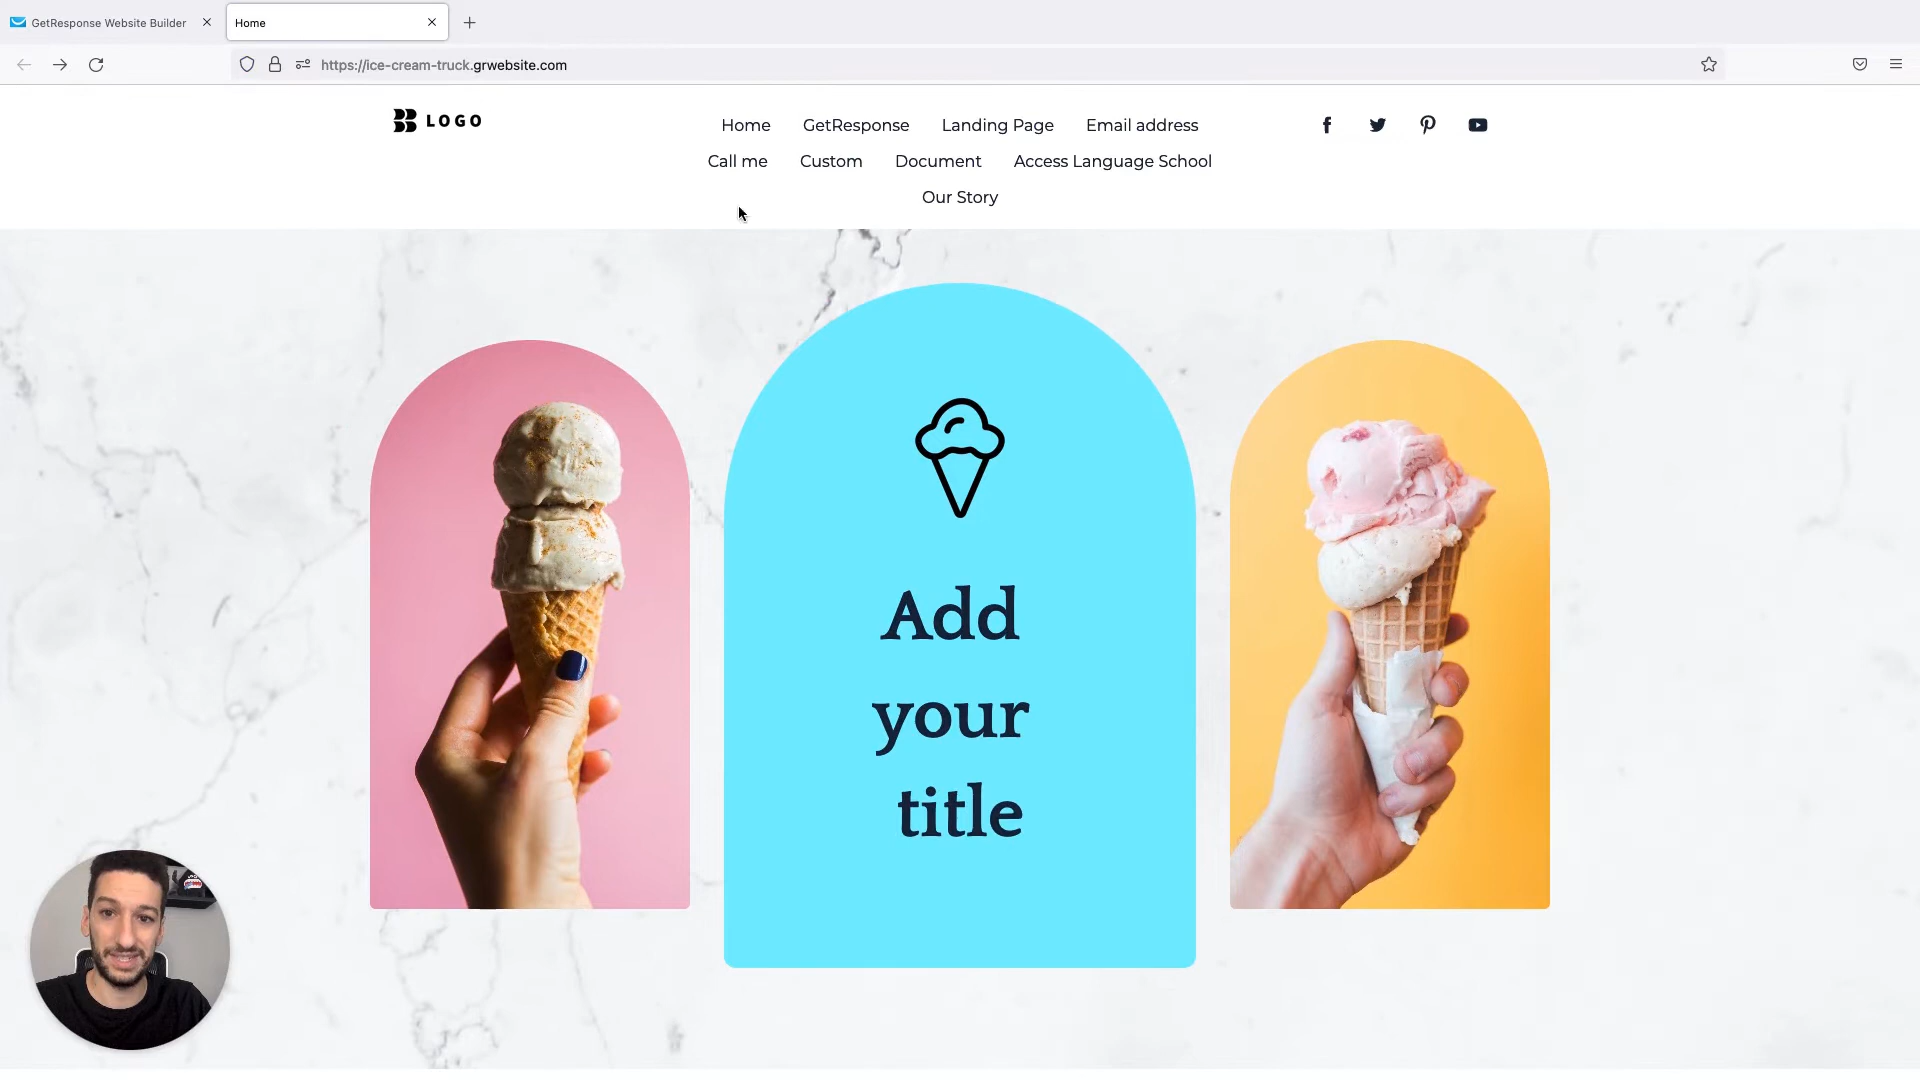 GetResponse Website Builder
Home
https://ice-cream-truck.grwebsite.com
LOGO
Home GetResponse Landing Page Email address
Call me Custom Document Access Language School
Our Story
Add
your
title